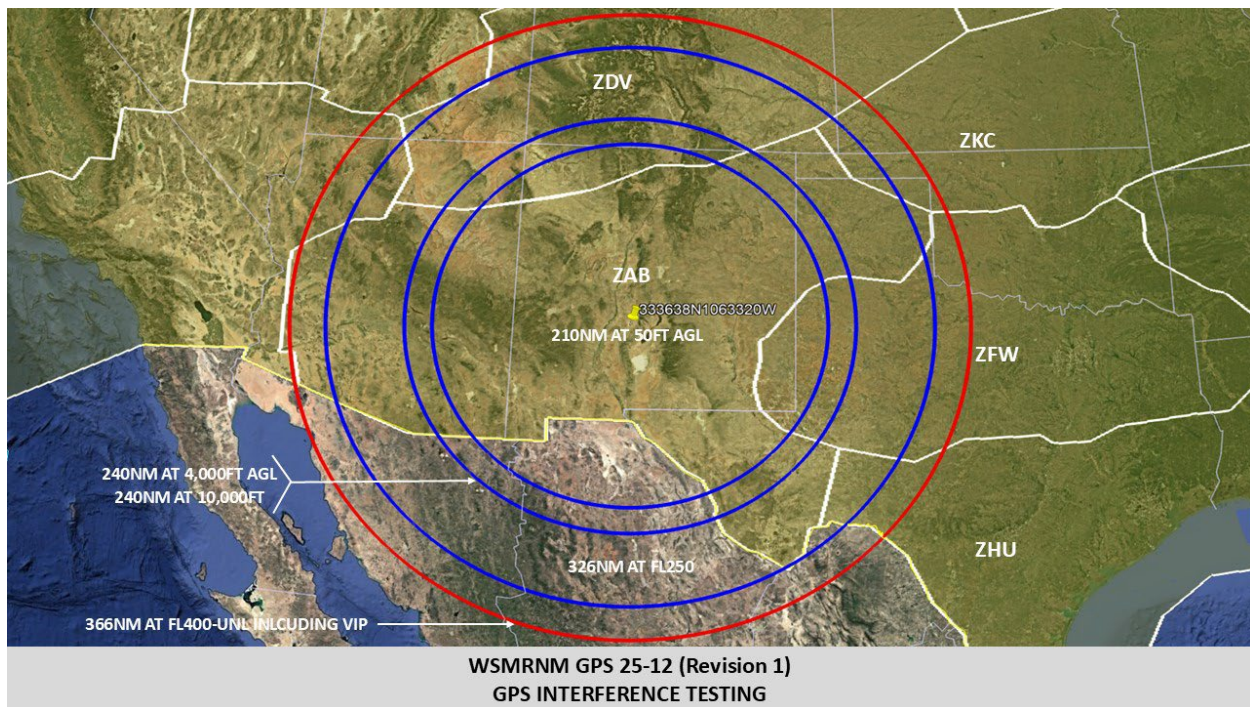 ZDV
ZKC
ZAB
333638N1063320W
210NM AT 50FT AGL
ZFW
240NM AT 4,000FT AGL
240NM AT 10,000FT
ZHU
326NM AT FL250
366NM AT FL400-UNL INLCUDING VIP
WSMRNM GPS 25-12 (Revision 1)
GPS INTERFERENCE TESTING